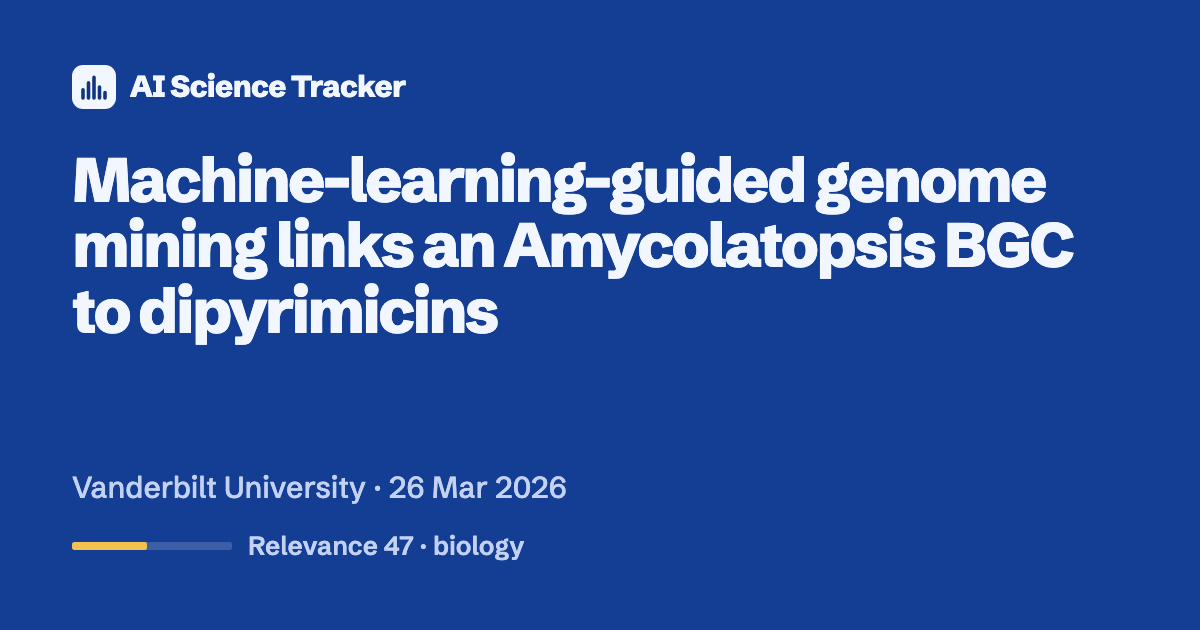 AI Science Tracker
Machine-learning-guided genome
mining links an Amycolatopsis BGC
to dipyrimicins
Vanderbilt University · 26 Mar 2026
Relevance 47 · biology